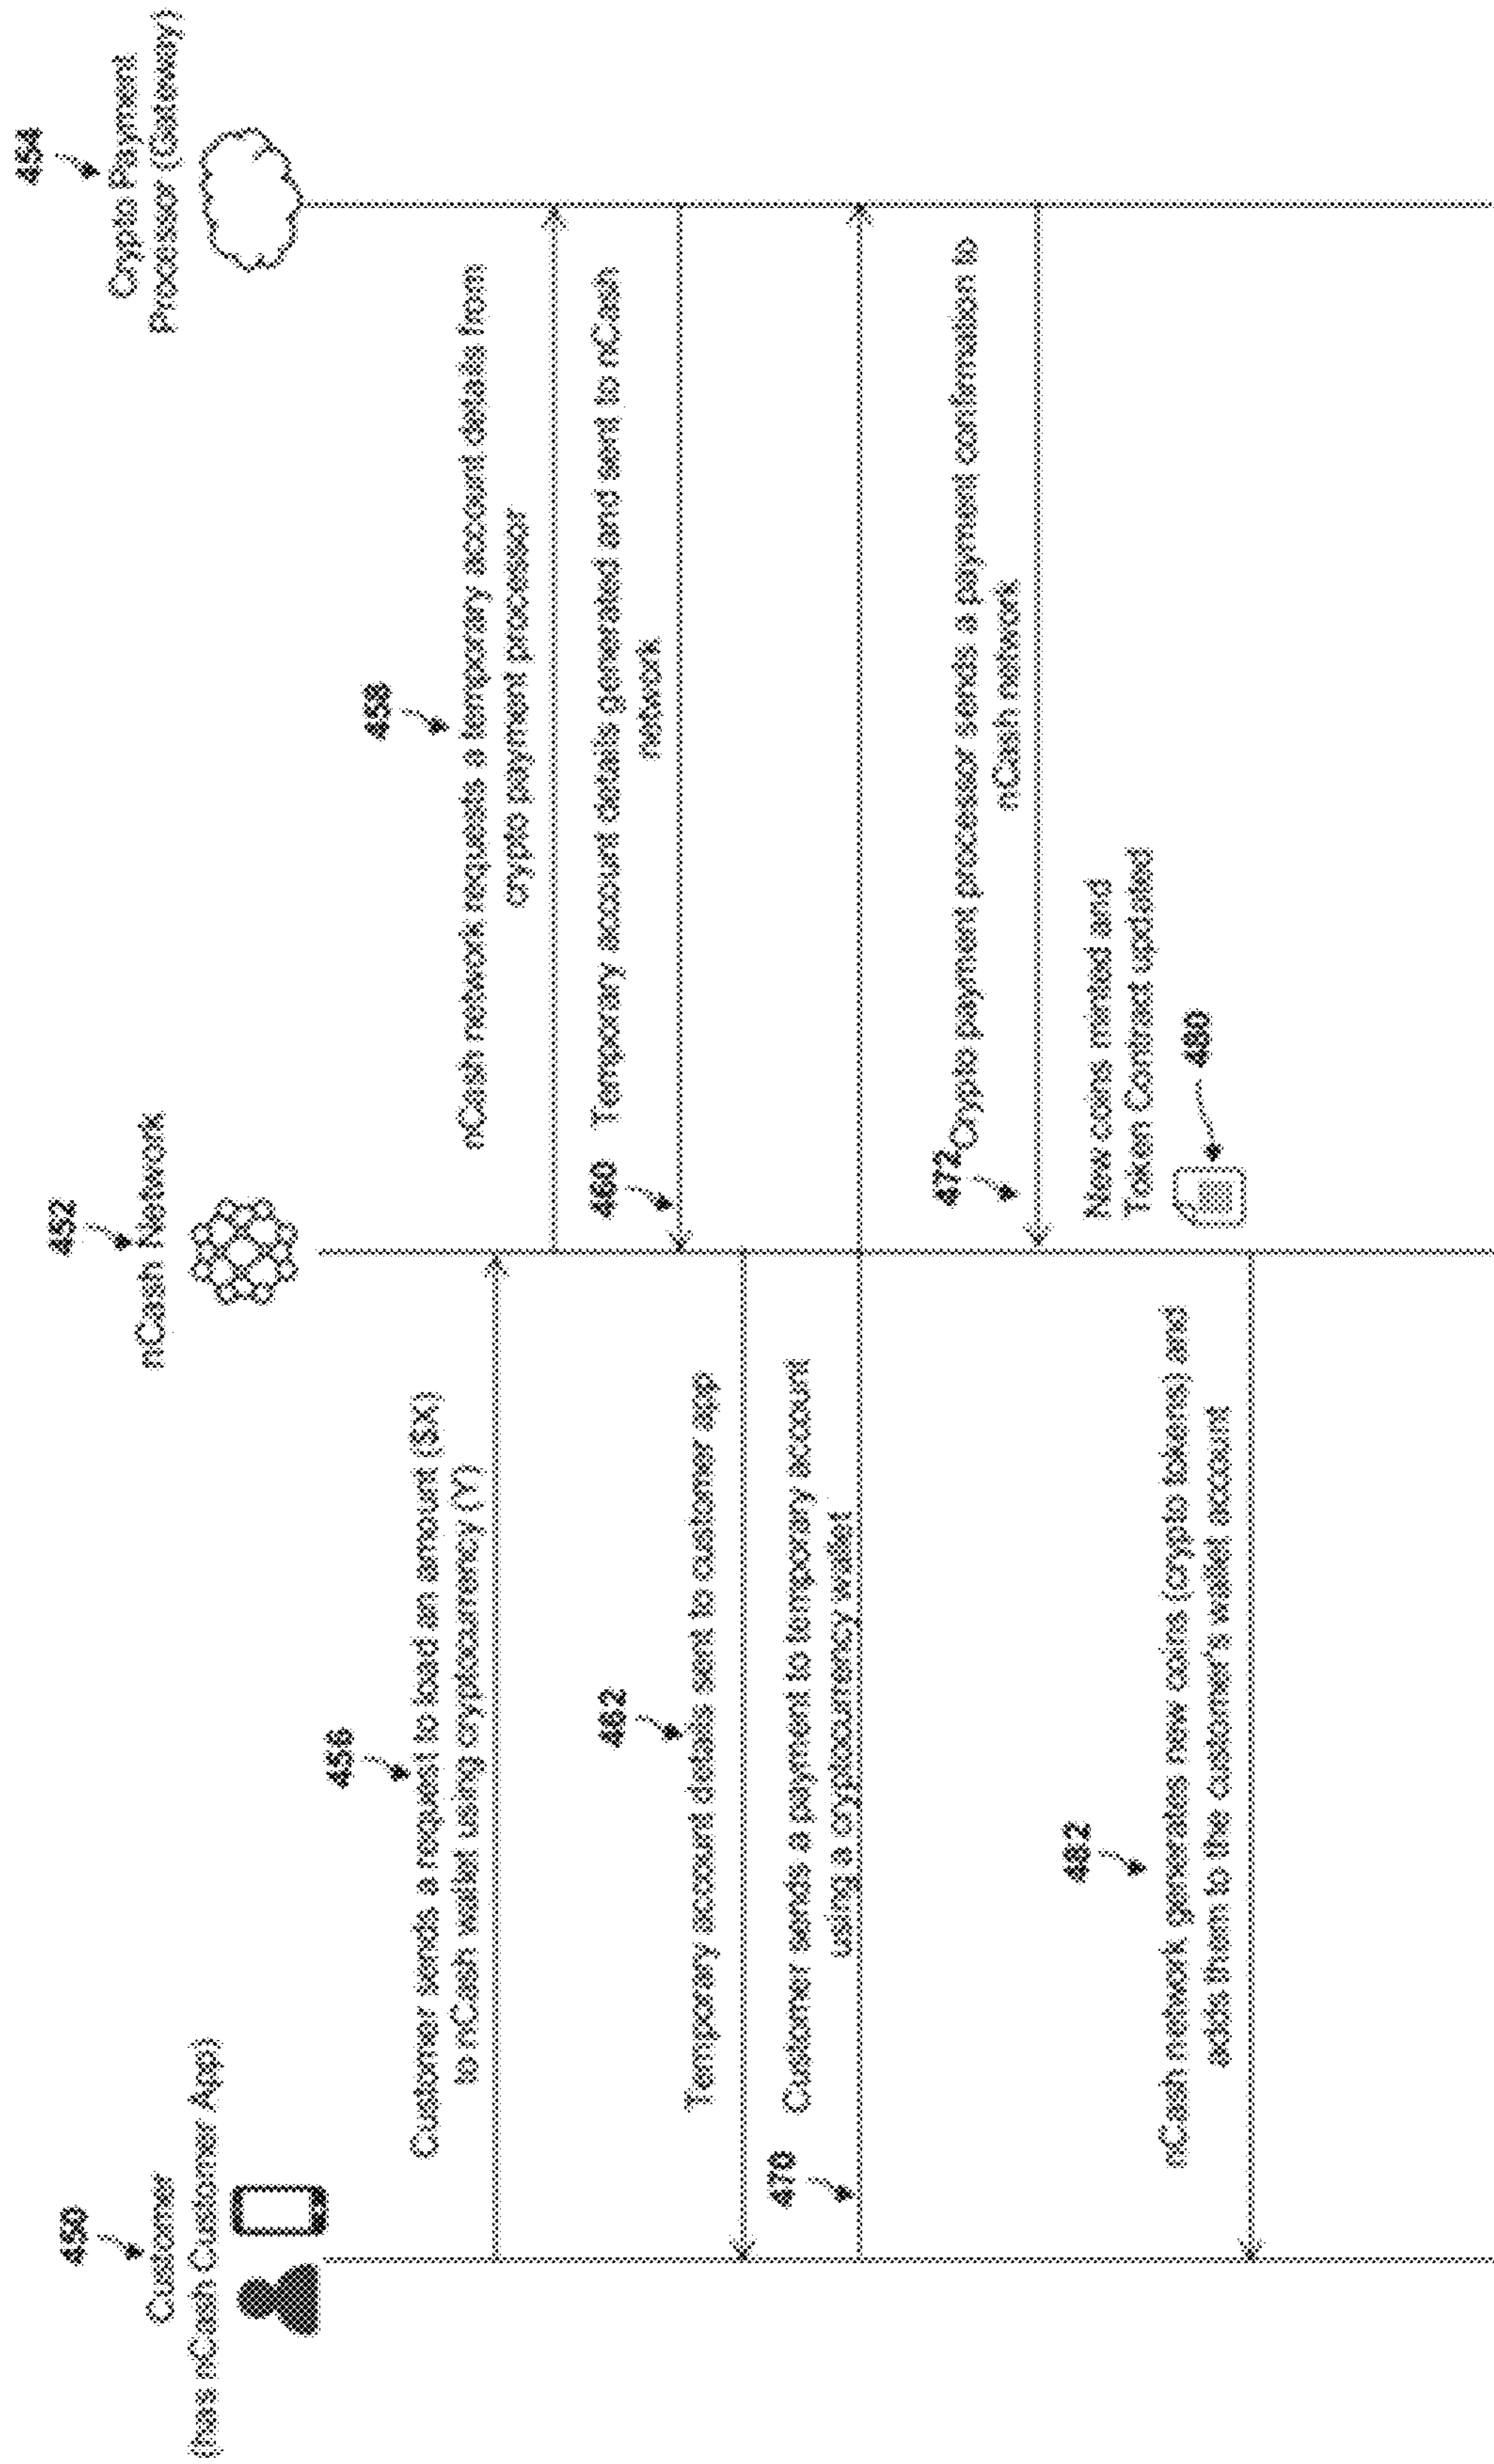 450
Customer
(has nCash Customer App)
452
nCash Network
454
Crypto Payment
Processor (Gateway)
456
Customer sends a request to load an amount ($X)
to nCash wallet using cryptocurrency (Y)
458
nCash network requests a temporary account details from
crypto payment processor
460
Temporary account details generated and sent to nCash
network
462
Temporary account details sent to customer app
470
Customer sends a payment to temporary account
using a cryptocurrency wallet
472
Crypto payment processor sends a payment confirmation to
nCash network
New coins minted and
Token Contract updated
480
482
nCash network generates new coins (crypto tokens) and
adds them to the customer's wallet account